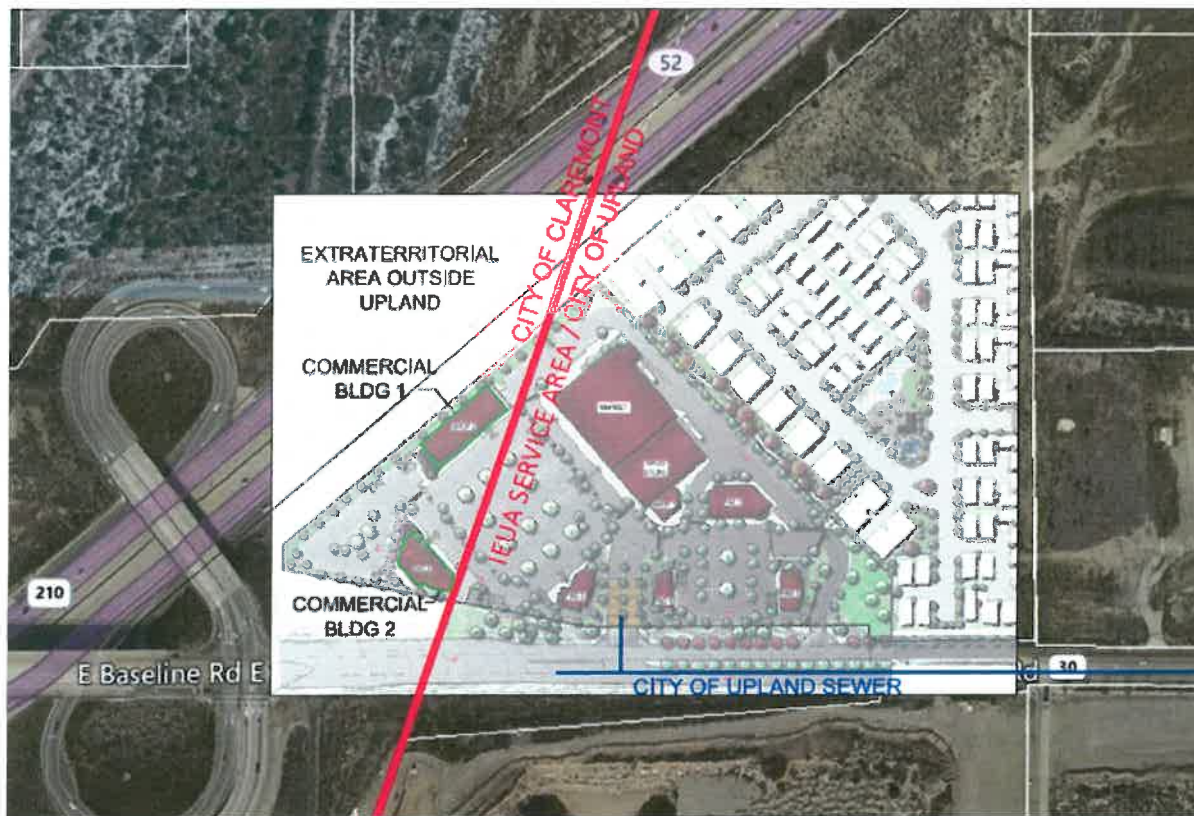 52
CITY OF CLAREMONT
IEUA SERVICE AREA / CITY OF UPLAND
EXTRATERRITORIAL
AREA OUTSIDE
UPLAND
COMMERCIAL
BLDG 1
COMMERCIAL
BLDG 2
210
E Baseline Rd E
30
CITY OF UPLAND SEWER